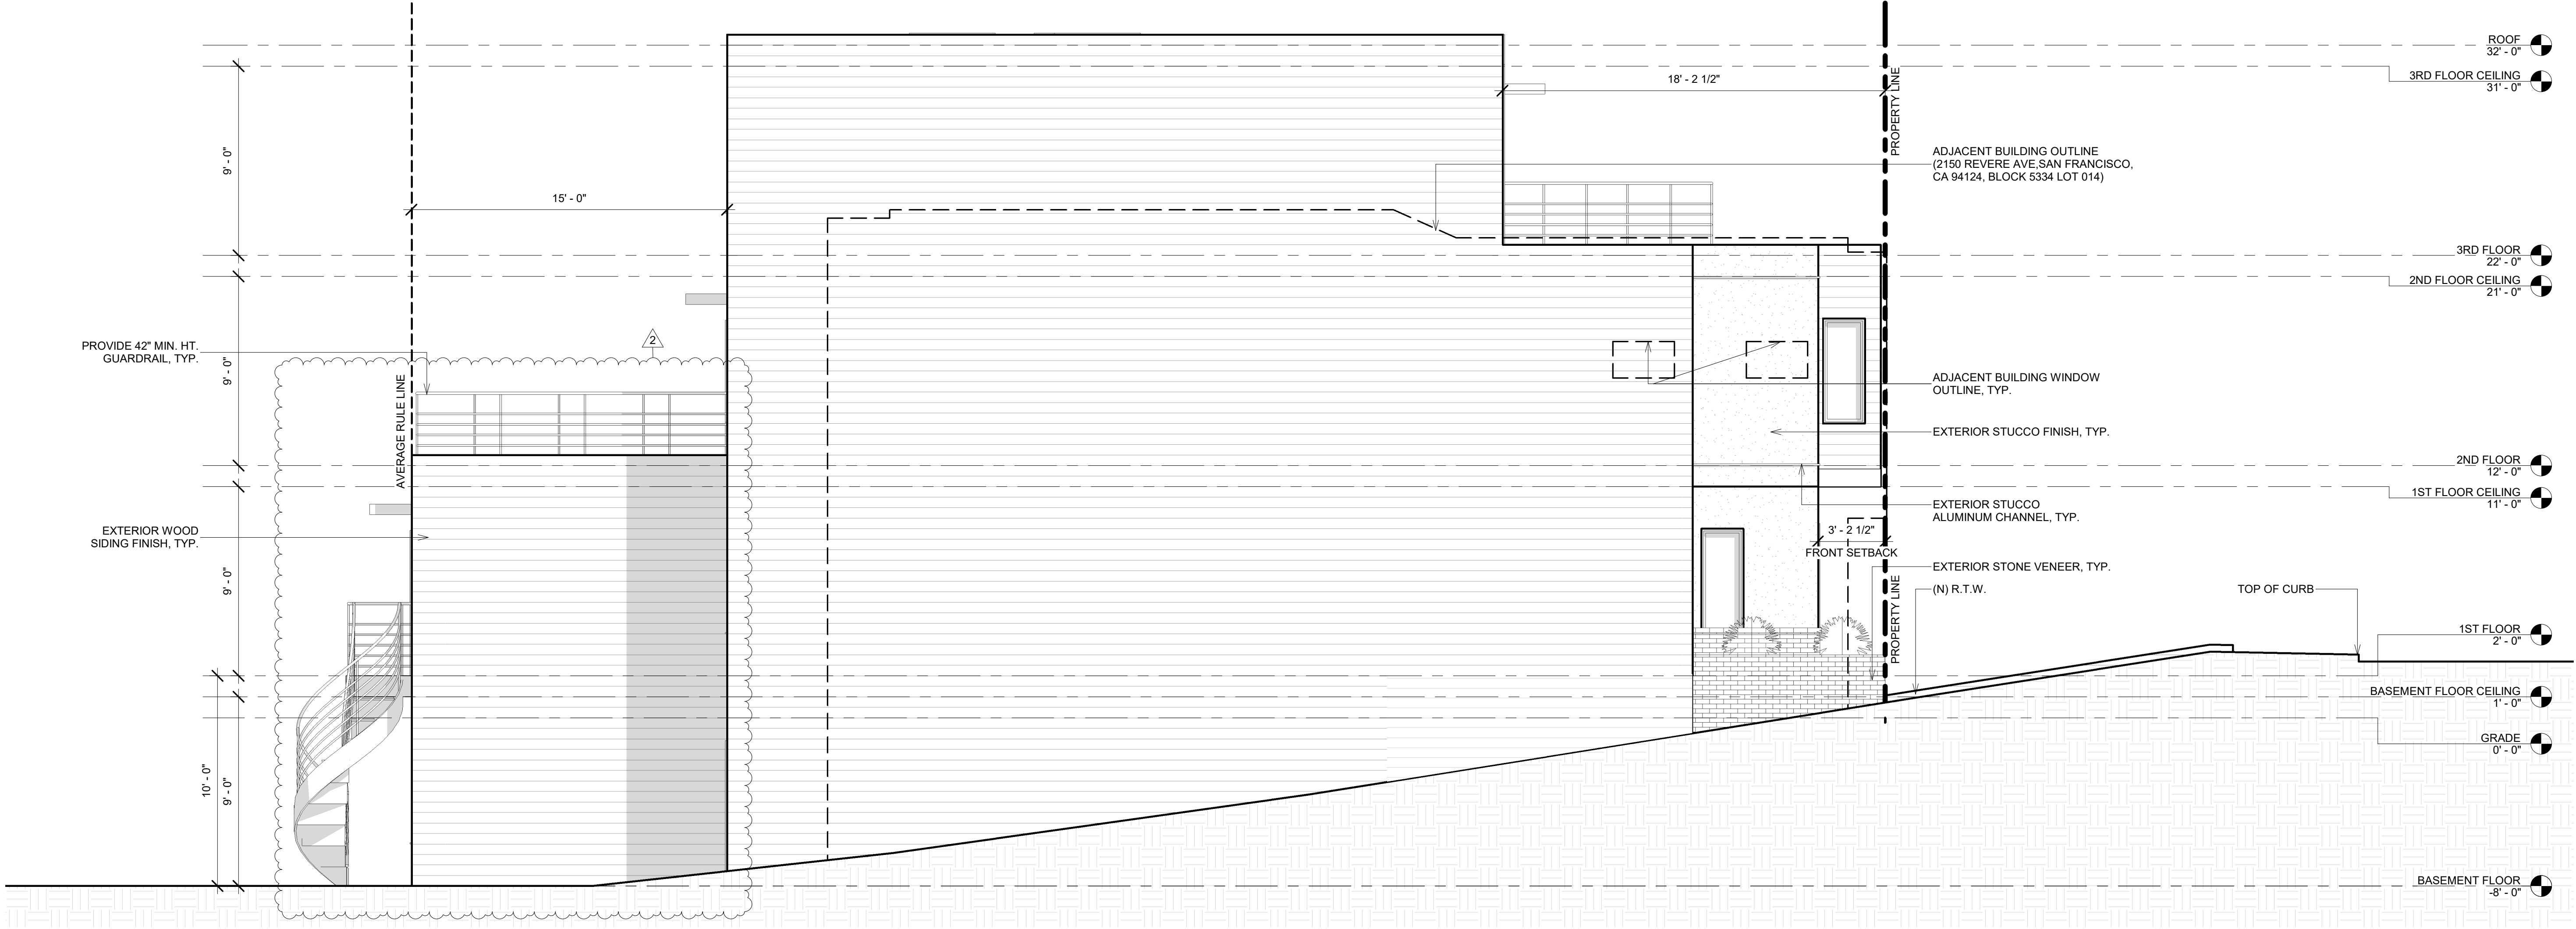 ROOF
32' - 0"
3RD FLOOR CEILING
31' - 0"
18' - 2 1/2"
PROPERTY LINE
ADJACENT BUILDING OUTLINE
(2150 REVERE AVE,SAN FRANCISCO,
CA 94124, BLOCK 5334 LOT 014)
9' - 0"
15' - 0"
3RD FLOOR
22' - 0"
2ND FLOOR CEILING
21' - 0"
2
PROVIDE 42" MIN. HT.
GUARDRAIL, TYP.
9' - 0"
AVERAGE RULE LINE
ADJACENT BUILDING WINDOW
OUTLINE, TYP.
EXTERIOR STUCCO FINISH, TYP.
2ND FLOOR
12' - 0"
1ST FLOOR CEILING
11' - 0"
EXTERIOR STUCCO
ALUMINUM CHANNEL, TYP.
EXTERIOR WOOD
SIDING FINISH, TYP.
3' - 2 1/2"
FRONT SETBACK
9' - 0"
EXTERIOR STONE VENEER, TYP.
(N) R.T.W.
TOP OF CURB
PROPERTY LINE
1ST FLOOR
2' - 0"
BASEMENT FLOOR CEILING
1' - 0"
GRADE
0' - 0"
10' - 0"
9' - 0"
BASEMENT FLOOR
-8' - 0"